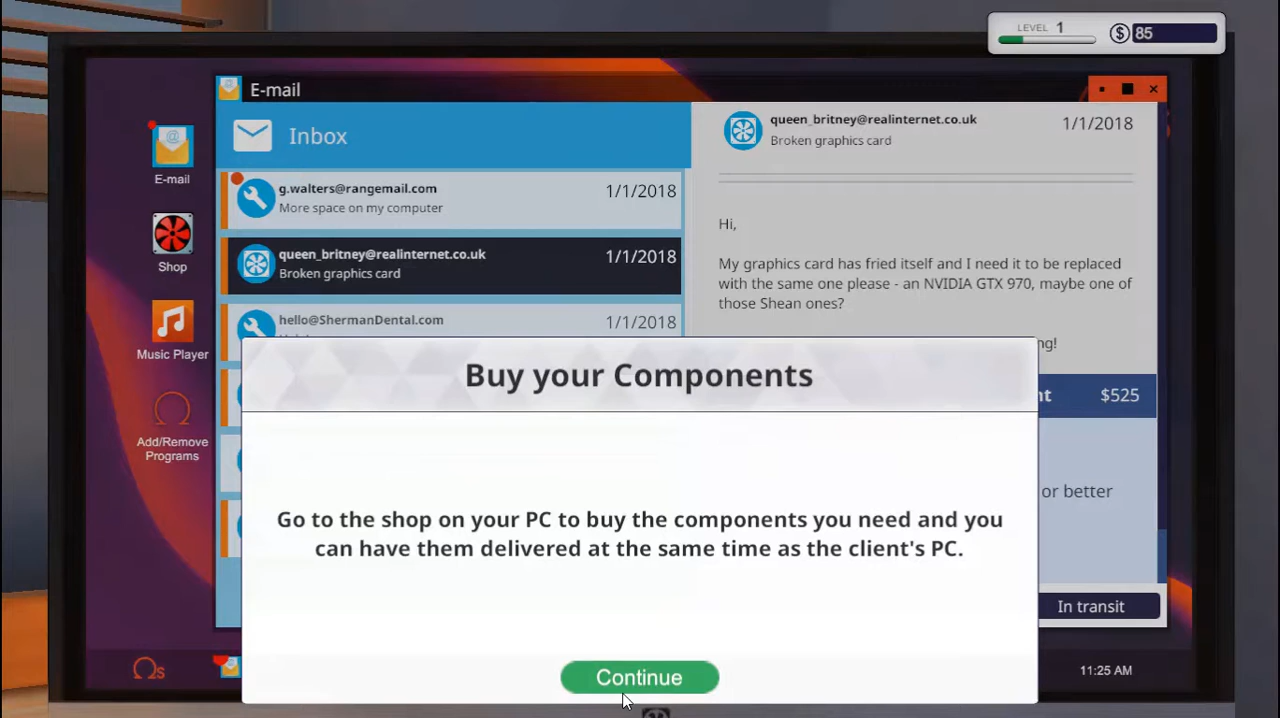 LEVEL 1
$ 85
E-mail
Inbox
g.walters@rangemail.com
1/1/2018
More space on my computer
queen_britney@realinternet.co.uk
1/1/2018
Broken graphics card
hello@ShermanDental.com
1/1/2018
queen_britney@realinternet.co.uk
1/1/2018
Broken graphics card
Hi,
My graphics card has fried itself and I need it to be replaced
with the same one please - an NVIDIA GTX 970, maybe one of
those Shean ones?
ng!
nt $525
or better
In transit
E-mail
Shop
Music Player
Add/Remove
Programs
Buy your Components
Go to the shop on your PC to buy the components you need and you
can have them delivered at the same time as the client's PC.
Continue
Ωs
11:25 AM